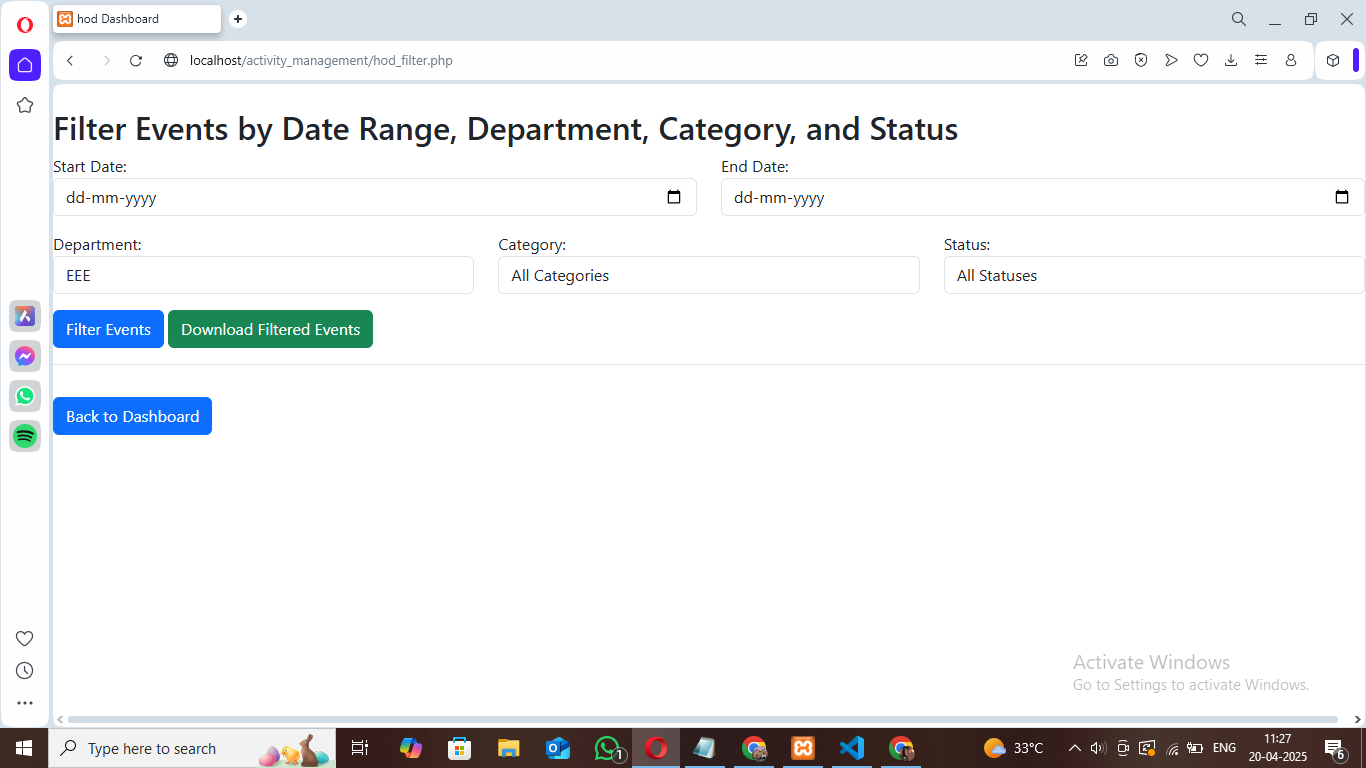 hod Dashboard
localhost/activity_management/hod_filter.php
Filter Events by Date Range, Department, Category, and Status
Start Date: End Date:
dd-mm-yyyy dd-mm-yyyy
Department: Category: Status:
EEE All Categories All Statuses
Filter Events Download Filtered Events
Back to Dashboard
Activate Windows
Go to Settings to activate Windows.
Type here to search 1 33°C ENG 11:27
20-04-2025 6